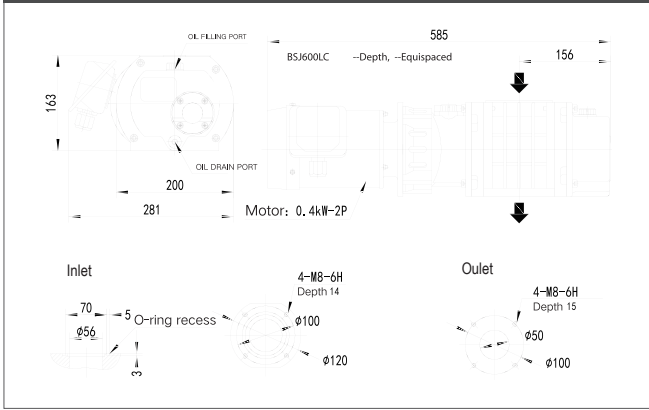 OIL FILLING PORT
585
BSJ600LC --Depth, --Equispaced
156
163
OIL DRAIN PORT
200
281
Motor: 0.4kW-2P
Inlet
Oulet
4-M8-6H
Depth 14
4-M8-6H
Depth 15
70
5
O-ring recess
ϕ100
ϕ56
ϕ50
ϕ120
ϕ100
3